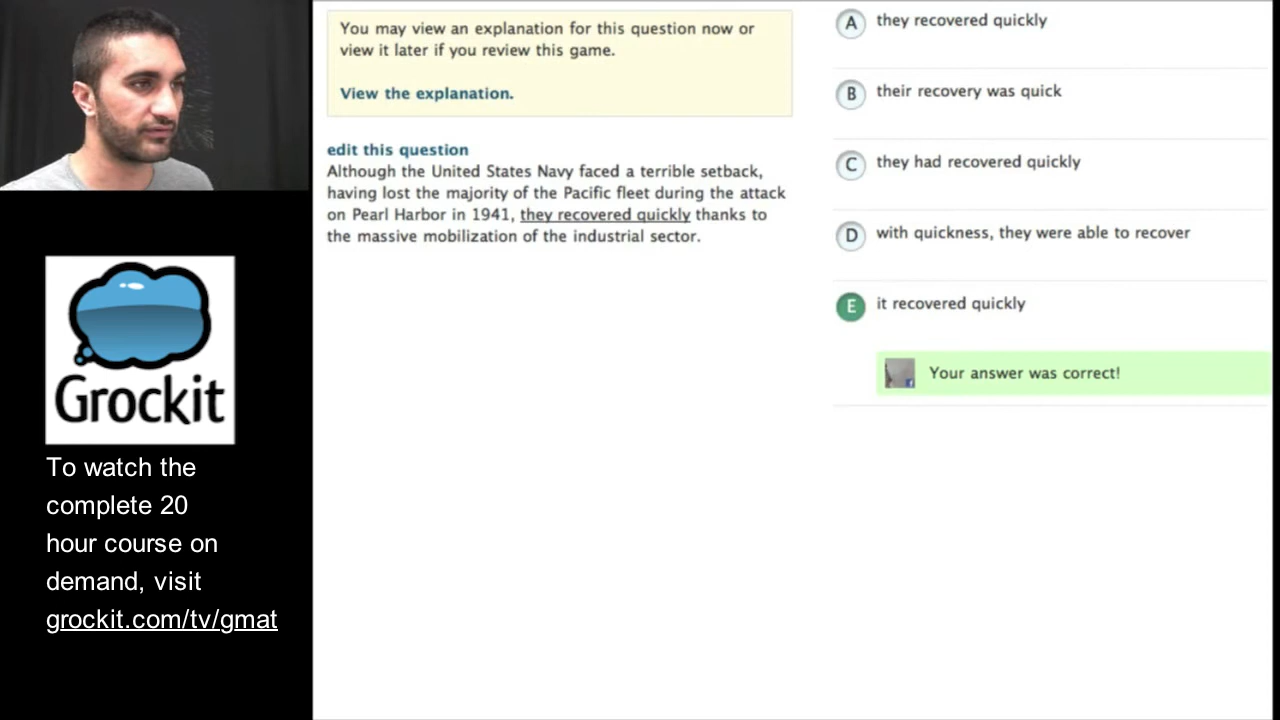 You may view an explanation for this question now or
view it later if you review this game.
View the explanation.
edit this question
Although the United States Navy faced a terrible setback,
having lost the majority of the Pacific fleet during the attack
on Pearl Harbor in 1941, they recovered quickly thanks to
the massive mobilization of the industrial sector.
A they recovered quickly
B their recovery was quick
C they had recovered quickly
D with quickness, they were able to recover
E it recovered quickly
Your answer was correct!
Grockit
To watch the
complete 20
hour course on
demand, visit
grockit.com/tv/gmat